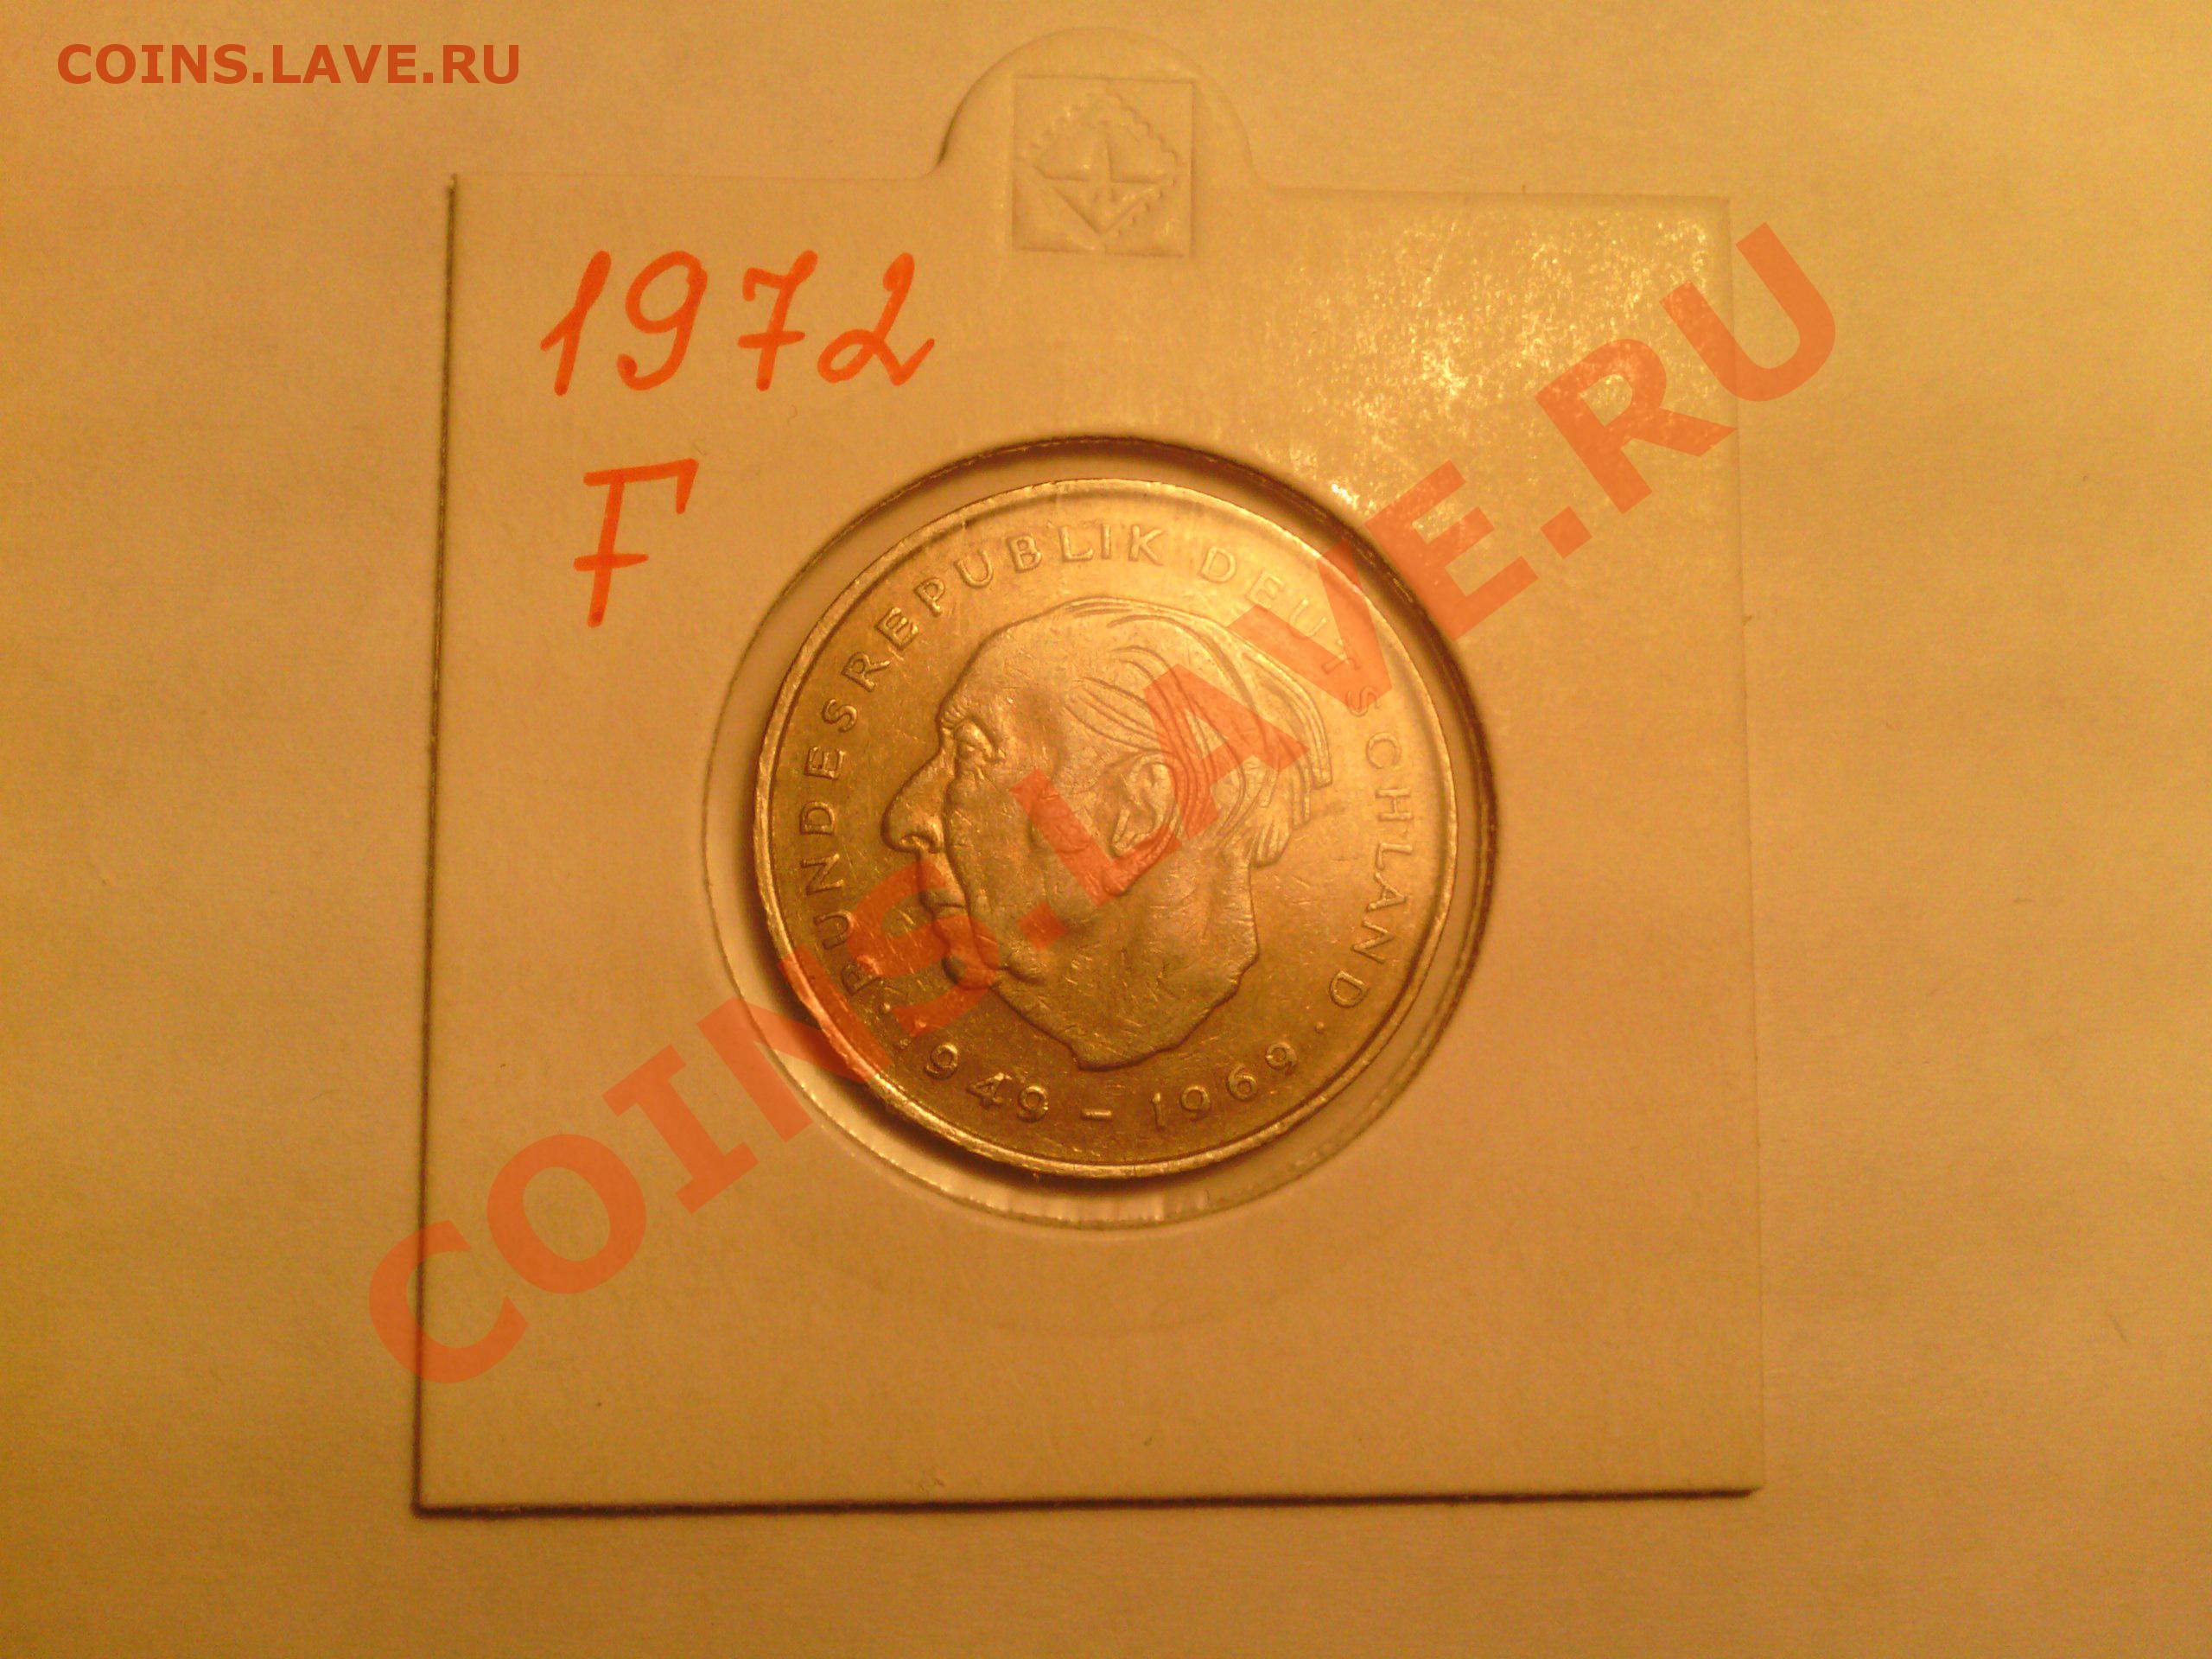 COINS.LAVE.RU
1972
F
BUNDESREPUBLIK DEUTSCHLAND
1949 - 1969
COINS.LAVE.RU